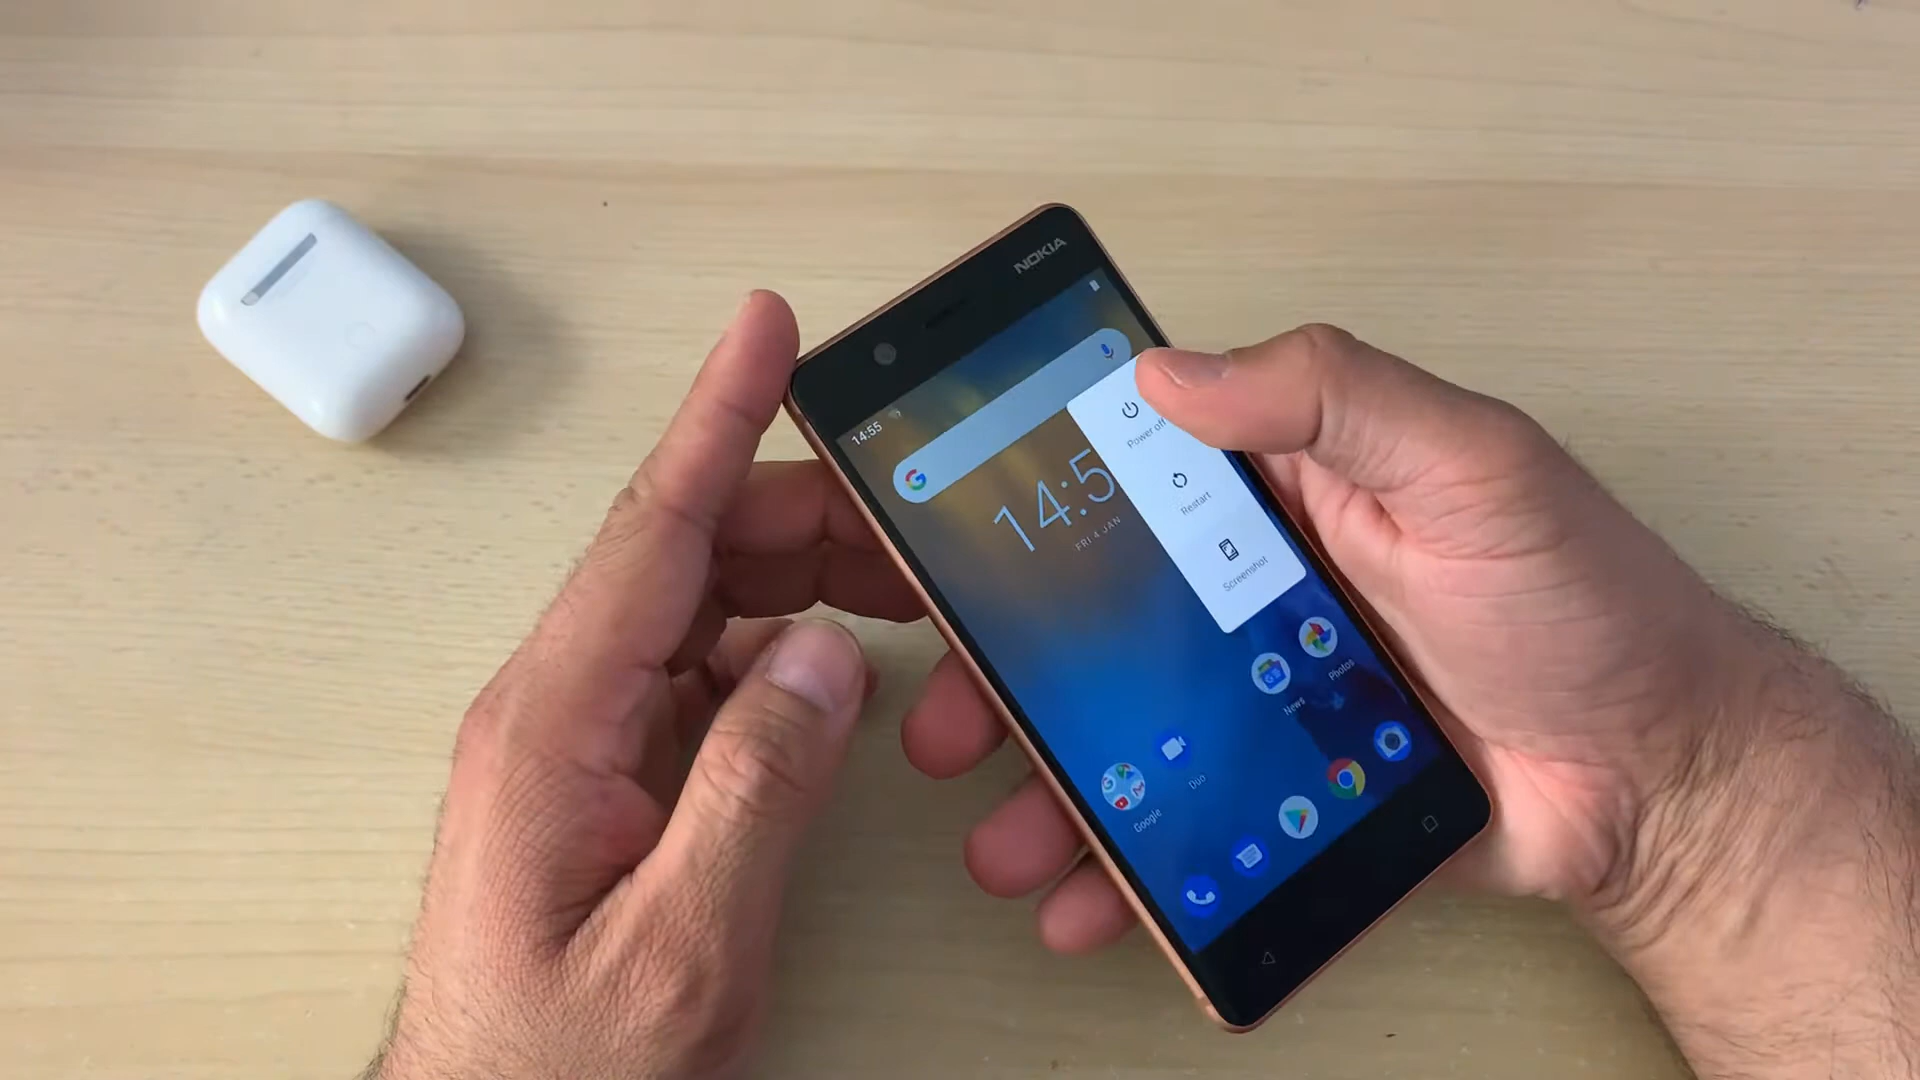 NOKIA
14:55
14:5
FRI 4 JAN
Power off
Restart
Screenshot
Photos
News
Duo
Google